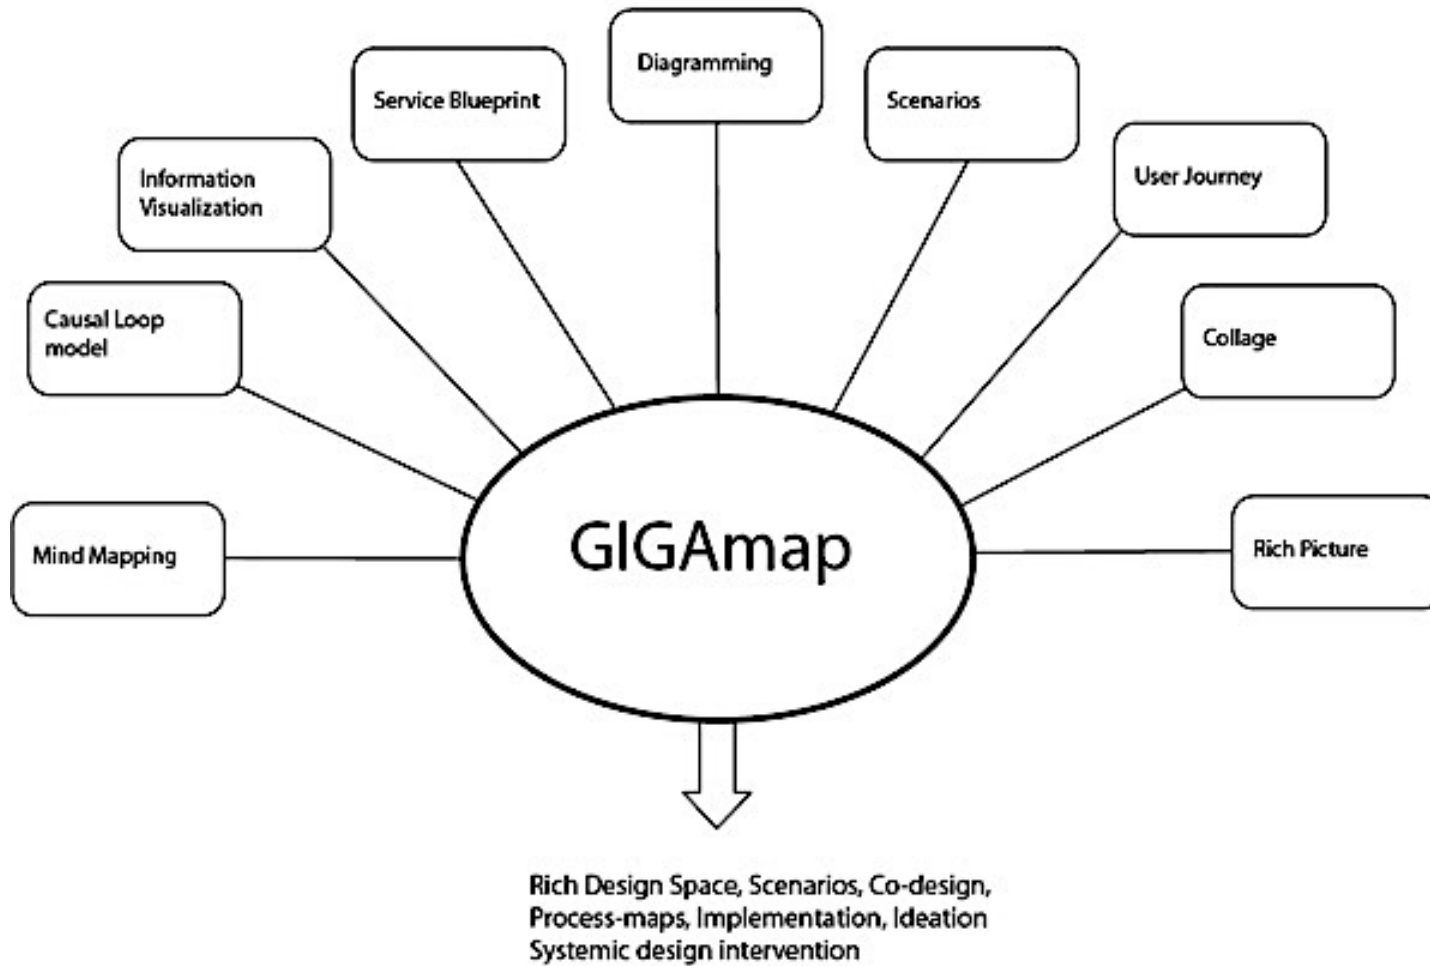 Diagramming
Service Blueprint
Scenarios
Information
Visualization
User Journey
Causal Loop
model
Collage
Mind Mapping
GIGAmap
Rich Picture
Rich Design Space, Scenarios, Co-design,
Process-maps, Implementation, Ideation
Systemic design intervention